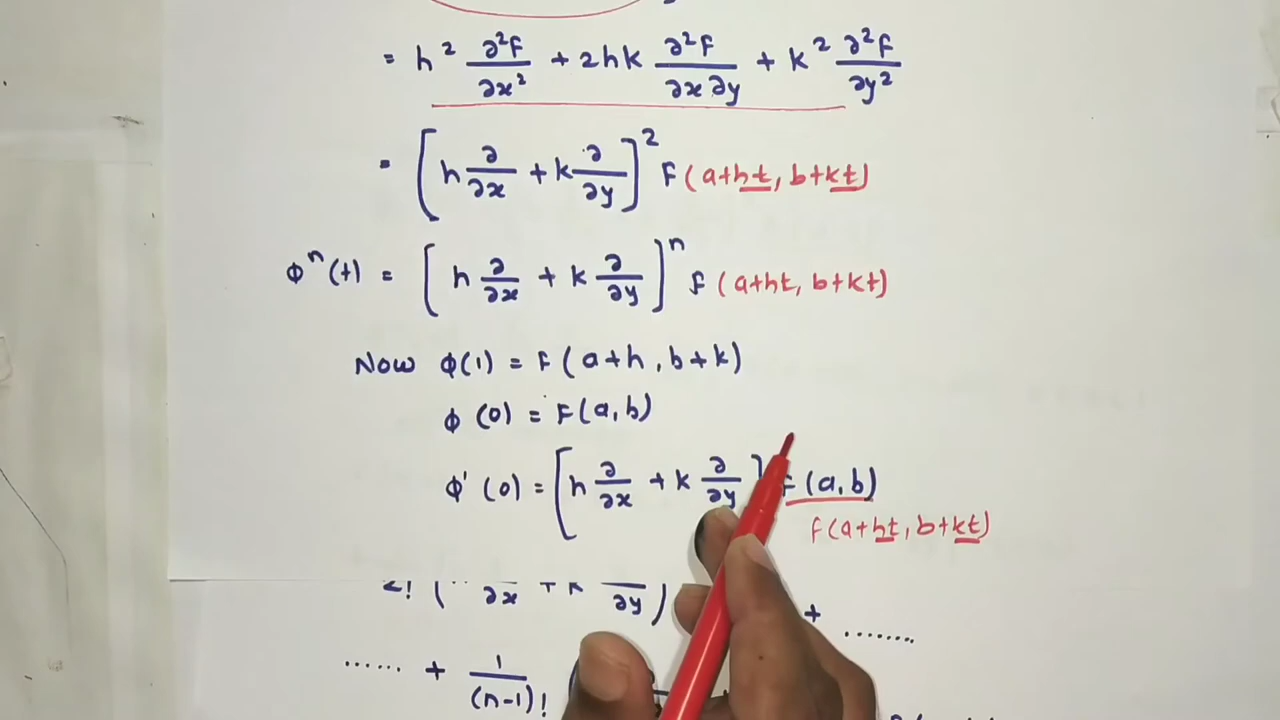 = h² ∂²f/∂x² + 2hk ∂²f/∂x∂y + k² ∂²f/∂y²
= [h ∂/∂x + k ∂/∂y]² f (a+ht, b+kt)
ϕⁿ(t) = [h ∂/∂x + k ∂/∂y]ⁿ f (a+ht, b+kt)
Now ϕ(1) = f(a+h, b+k)
ϕ(0) = f(a,b)
ϕ'(0) = [h ∂/∂x + k ∂/∂y] f(a,b)
f(a+ht, b+kt)
∂x ∂y) + ........
...... + 1/(n-1)!